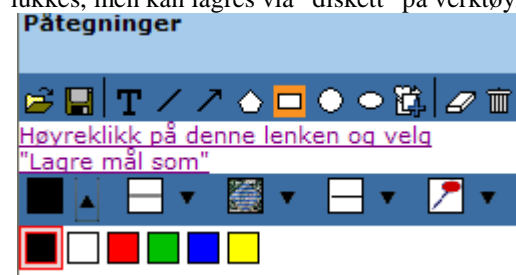 lukkes, men kan lagres via "diskett" på verktøy
Påtegninger
T
Høyreklikk på denne lenken og velg
"Lagre mål som"